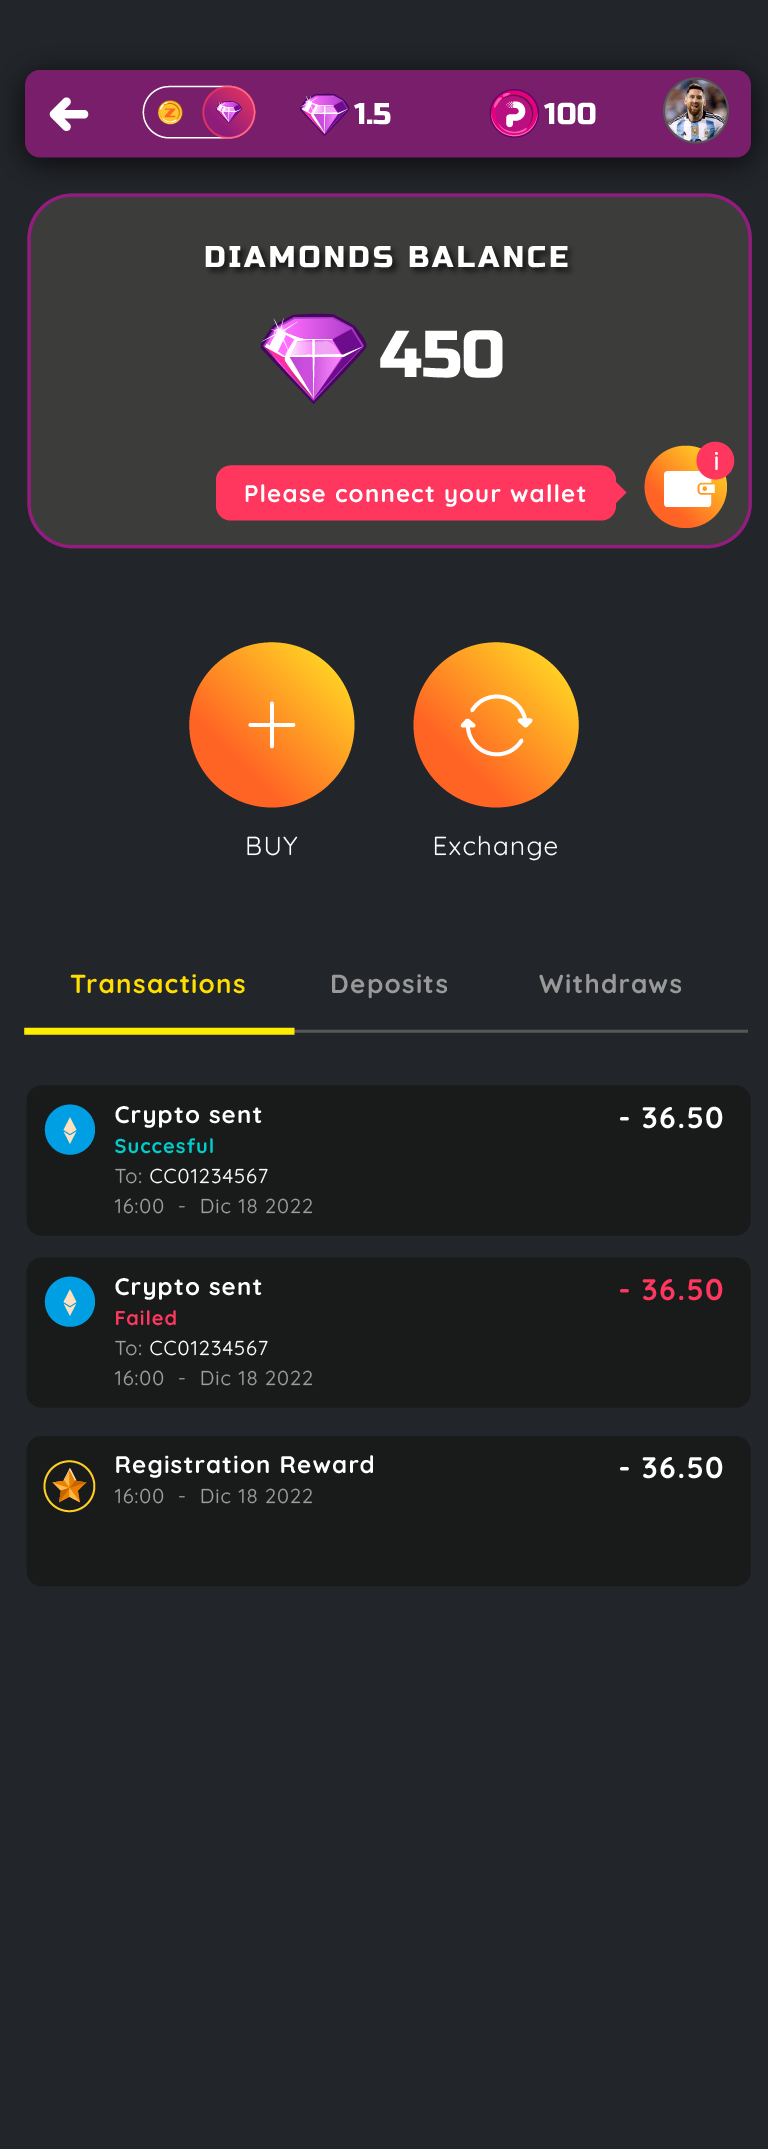 Z
1.5
P 100
DIAMONDS BALANCE
450
i
Please connect your wallet
BUY
Exchange
Transactions
Deposits
Withdraws
Crypto sent
- 36.50
Succesful
To: CC01234567
16:00 - Dic 18 2022
Crypto sent
- 36.50
Failed
To: CC01234567
16:00 - Dic 18 2022
Registration Reward
- 36.50
16:00 - Dic 18 2022